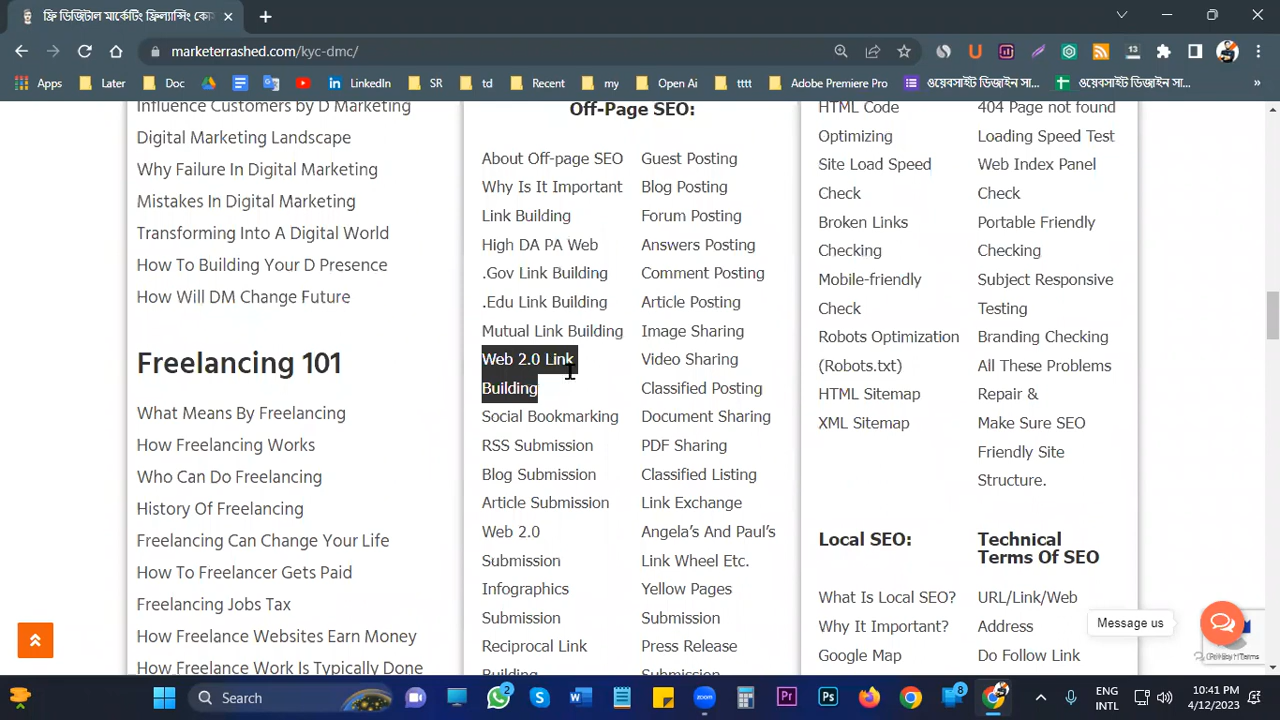 ফ্রি ডিজিটাল মার্কেটিং ফ্রিল্যান্সিং কো
marketerrashed.com/kyc-dmc/
Apps
Later
Doc
LinkedIn
SR
td
Recent
my
Open Ai
tttt
Adobe Premiere Pro
ওয়েবসাইট ডিজাইন সা...
ওয়েবসাইট ডিজাইন সা...
»
Influence Customers by D Marketing
Digital Marketing Landscape
Why Failure In Digital Marketing
Mistakes In Digital Marketing
Transforming Into A Digital World
How To Building Your D Presence
How Will DM Change Future
Freelancing 101
What Means By Freelancing
How Freelancing Works
Who Can Do Freelancing
History Of Freelancing
Freelancing Can Change Your Life
How To Freelancer Gets Paid
Freelancing Jobs Tax
How Freelance Websites Earn Money
How Freelance Work Is Typically Done
Off-Page SEO:
About Off-page SEO
Why Is It Important
Link Building
High DA PA Web
.Gov Link Building
.Edu Link Building
Mutual Link Building
Web 2.0 Link
Building
Social Bookmarking
RSS Submission
Blog Submission
Article Submission
Web 2.0
Submission
Infographics
Submission
Reciprocal Link
Building
Guest Posting
Blog Posting
Forum Posting
Answers Posting
Comment Posting
Article Posting
Image Sharing
Video Sharing
Classified Posting
Document Sharing
PDF Sharing
Classified Listing
Link Exchange
Angela's And Paul's
Link Wheel Etc.
Yellow Pages
Submission
Press Release
Submission
HTML Code
Optimizing
Site Load Speed
Check
Broken Links
Checking
Mobile-friendly
Check
Robots Optimization
(Robots.txt)
HTML Sitemap
XML Sitemap
404 Page not found
Loading Speed Test
Web Index Panel
Check
Portable Friendly
Checking
Subject Responsive
Testing
Branding Checking
All These Problems
Repair &
Make Sure SEO
Friendly Site
Structure.
Local SEO:
What Is Local SEO?
Why It Important?
Google Map
Technical
Terms Of SEO
URL/Link/Web
Address
Do Follow Link
Message us
Search
ENG
INTL
10:41 PM
4/12/2023